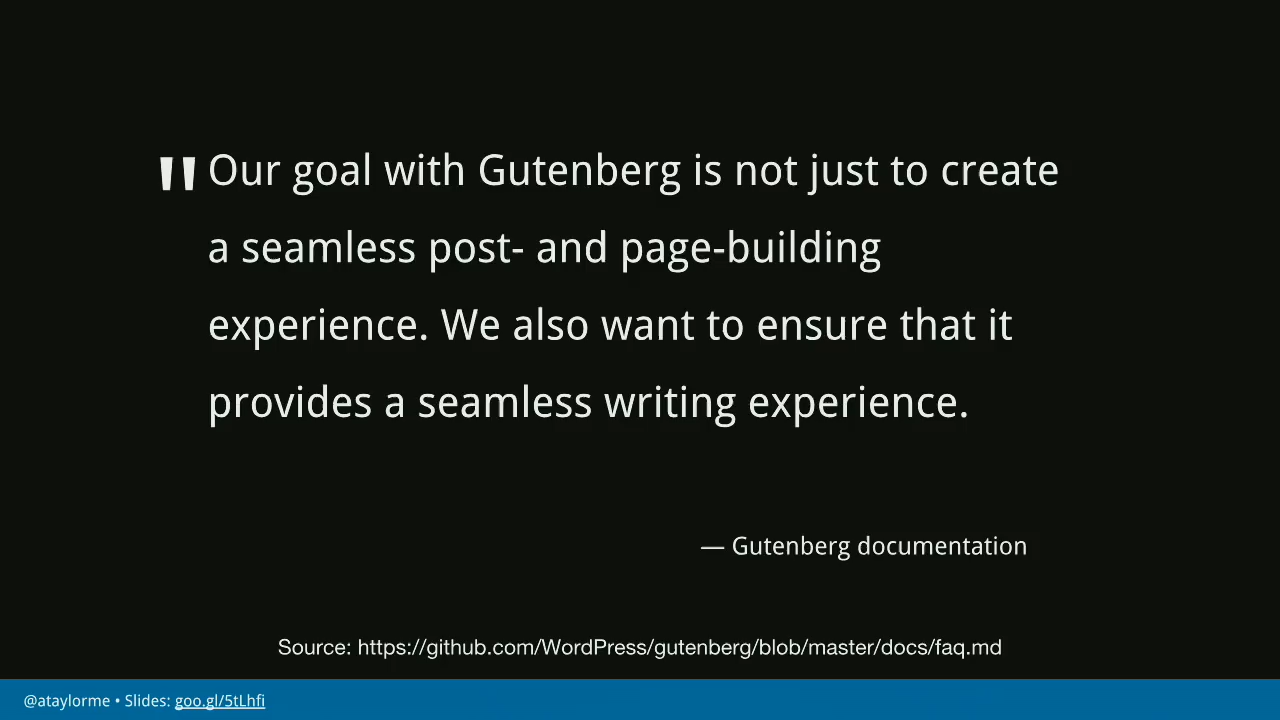 "Our goal with Gutenberg is not just to create
a seamless post- and page-building
experience. We also want to ensure that it
provides a seamless writing experience.
— Gutenberg documentation
Source: https://github.com/WordPress/gutenberg/blob/master/docs/faq.md
@ataylorme • Slides: goo.gl/5tLhfi